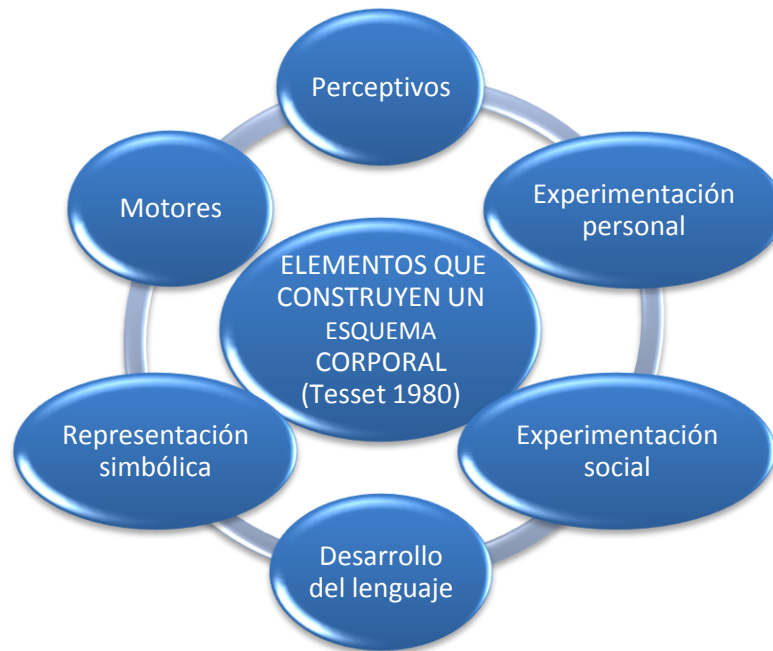 Perceptivos
Experimentación
personal
Experimentación
social
Desarrollo
del lenguaje
Representación
simbólica
Motores
ELEMENTOS QUE
CONSTRUYEN UN
ESQUEMA
CORPORAL
(Tesset 1980)